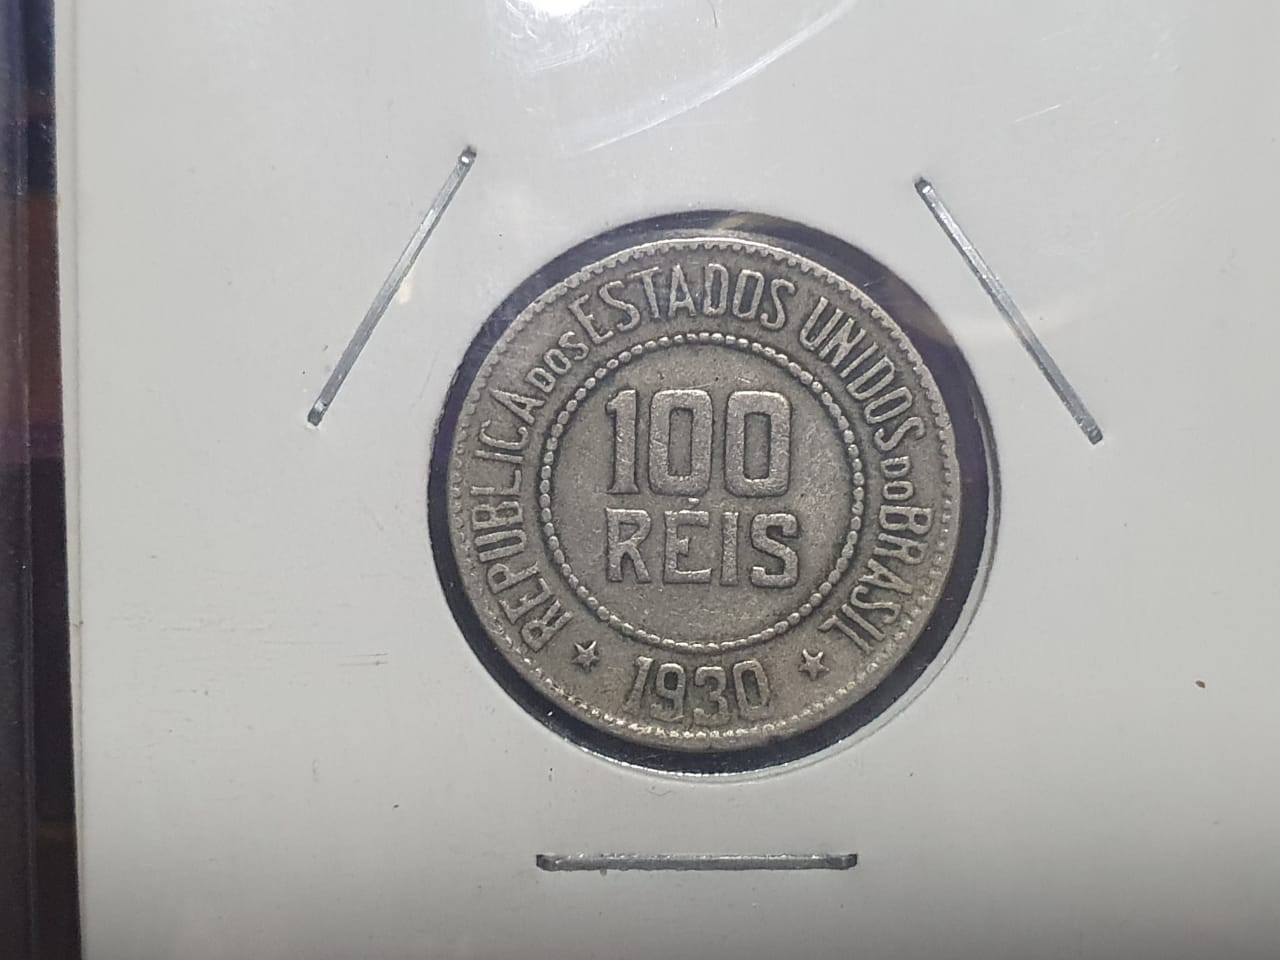 REPUBLICA DOS ESTADOS UNIDOS DO BRASIL
100
RÉIS
★ 1930 ★